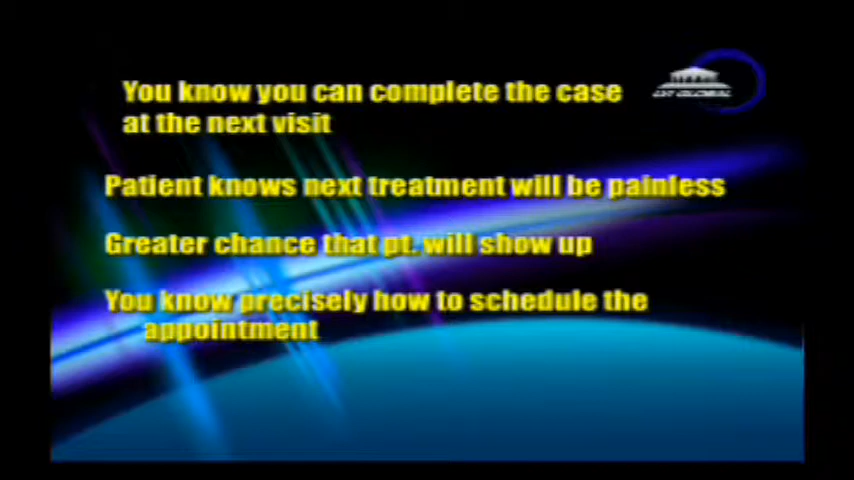 You know you can complete the case
at the next visit
Patient knows next treatment will be painless
Greater chance that pt. will show up
You know precisely how to schedule the
appointment